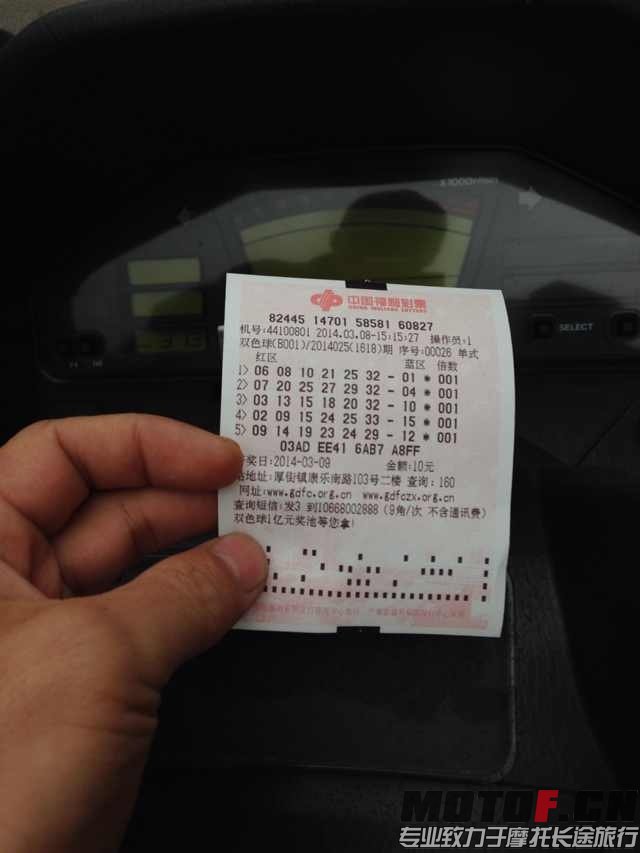 X1000r/min
SELECT
中国福利彩票
CHINA WELFARE LOTTERY
82445 14701 58581 60827
机号:44100801 2014.03.08-15:15:27 操作员:1
双色球(B001)/2014025(1618)期 序号:00026 单式
红区 蓝区 倍数
1> 06 08 10 21 25 32 - 01 * 001
2> 07 20 25 27 29 32 - 04 * 001
3> 03 13 15 18 20 32 - 10 * 001
4> 02 09 15 24 25 33 - 15 * 001
5> 09 14 19 23 24 29 - 12 * 001
03AD EE41 6AB7 A8FF
奖日:2014-03-09 金额:10元
地址:厚街镇康乐南路103号二楼 查询:160
网址:www.gdfc.org.cn www.gdfczx.org.cn
查询短信:发3 到10668002888 (9角/次 不含通讯费)
双色球1亿元奖池等您拿!
MOTOF.CN
专业致力于摩托长途旅行